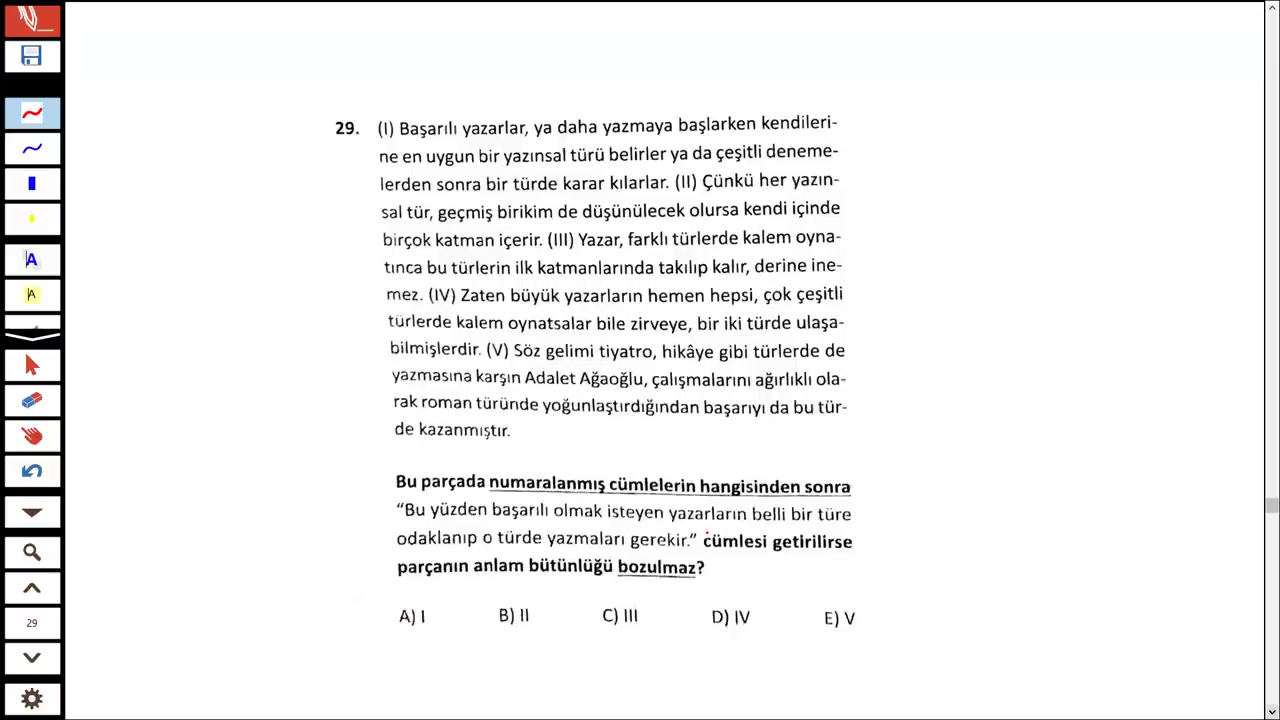 29. (I) Başarılı yazarlar, ya daha yazmaya başlarken kendileri-
ne en uygun bir yazınsal türü belirler ya da çeşitli deneme-
lerden sonra bir türde karar kılarlar. (II) Çünkü her yazın-
sal tür, geçmiş birikim de düşünülecek olursa kendi içinde
birçok katman içerir. (III) Yazar, farklı türlerde kalem oyna-
tınca bu türlerin ilk katmanlarında takılıp kalır, derine ine-
mez. (IV) Zaten büyük yazarların hemen hepsi, çok çeşitli
türlerde kalem oynatsalar bile zirveye, bir iki türde ulaşa-
bilmişlerdir. (V) Söz gelimi tiyatro, hikâye gibi türlerde de
yazmasına karşın Adalet Ağaoğlu, çalışmalarını ağırlıklı ola-
rak roman türünde yoğunlaştırdığından başarıyı da bu tür-
de kazanmıştır.
Bu parçada numaralanmış cümlelerin hangisinden sonra
“Bu yüzden başarılı olmak isteyen yazarların belli bir türe
odaklanıp o türde yazmaları gerekir.” cümlesi getirilirse
parçanın anlam bütünlüğü bozulmaz?
A) I B) II C) III D) IV E) V
A
A
29